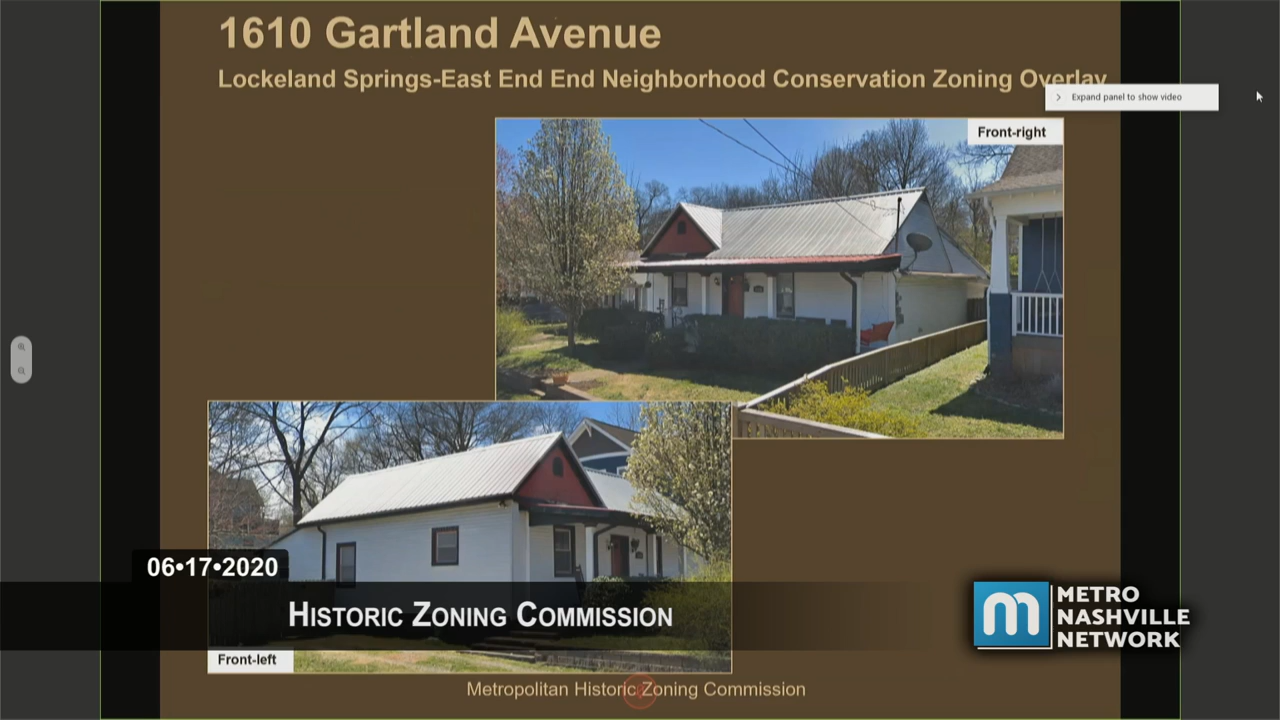 1610 Gartland Avenue
Lockeland Springs-East End End Neighborhood Conservation Zoning Overlay
Expand panel to show video
Front-right
06•17•2020
HISTORIC ZONING COMMISSION
METRO
NASHVILLE
NETWORK
Front-left
Metropolitan Historic Zoning Commission